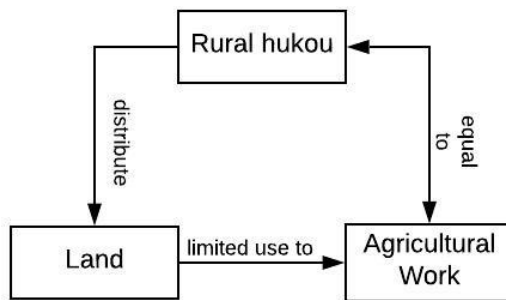 Rural hukou
distribute
equal
to
Land
limited use to
Agricultural
Work